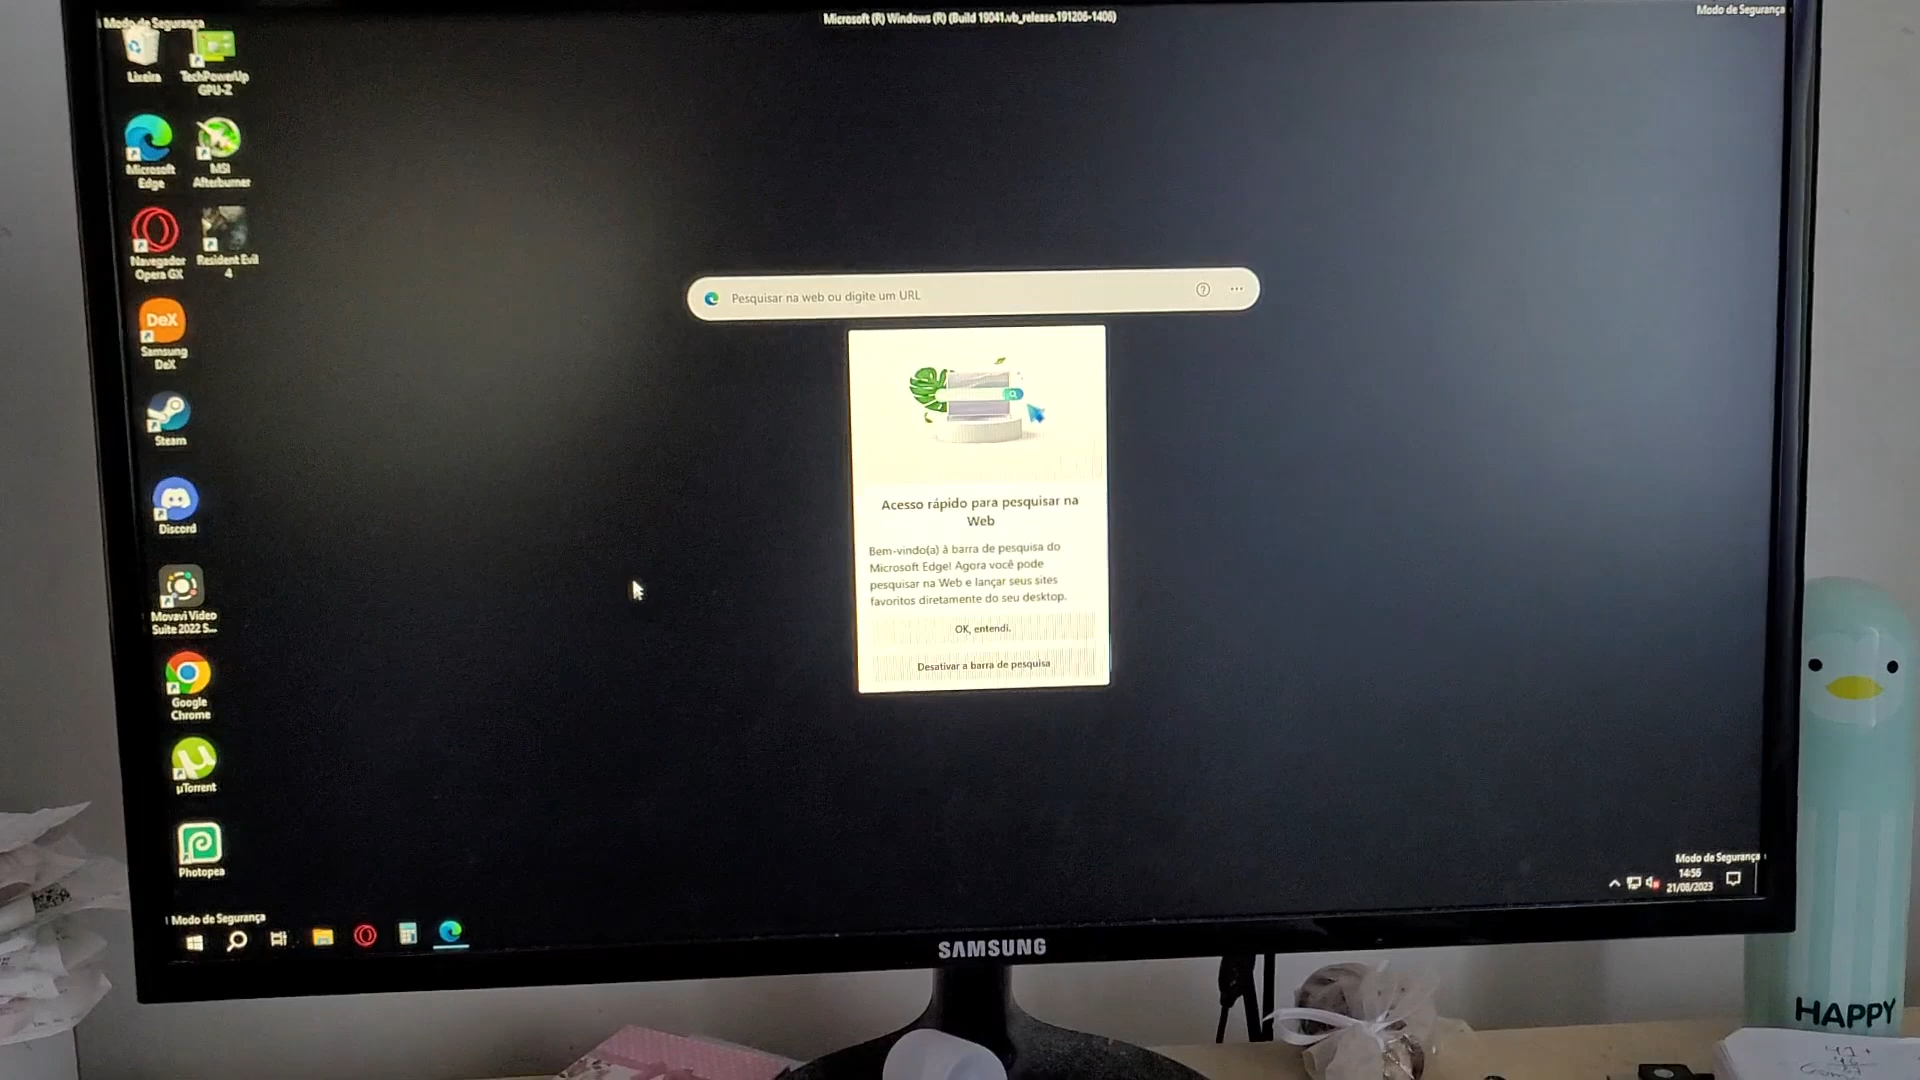 Modo de Segurança
Microsoft (R) Windows (R) (Build 19041.vb_release.191206-1406)
Modo de Segurança
Lixeira
TechPowerUp
GPU-Z
Microsoft
Edge
MSI
Afterburner
Navegador
Opera GX
Resident Evil
4
DeX
Samsung
DeX
Steam
Discord
Movavi Video
Suite 2022 S...
Google
Chrome
µTorrent
Photopea
Pesquisar na web ou digite um URL
Acesso rápido para pesquisar na
Web
Bem-vindo(a) à barra de pesquisa do
Microsoft Edge! Agora você pode
pesquisar na Web e lançar seus sites
favoritos diretamente do seu desktop.
OK, entendi.
Desativar a barra de pesquisa
Modo de Segurança
14:56
21/08/2023
Modo de Segurança
SAMSUNG
HAPPY